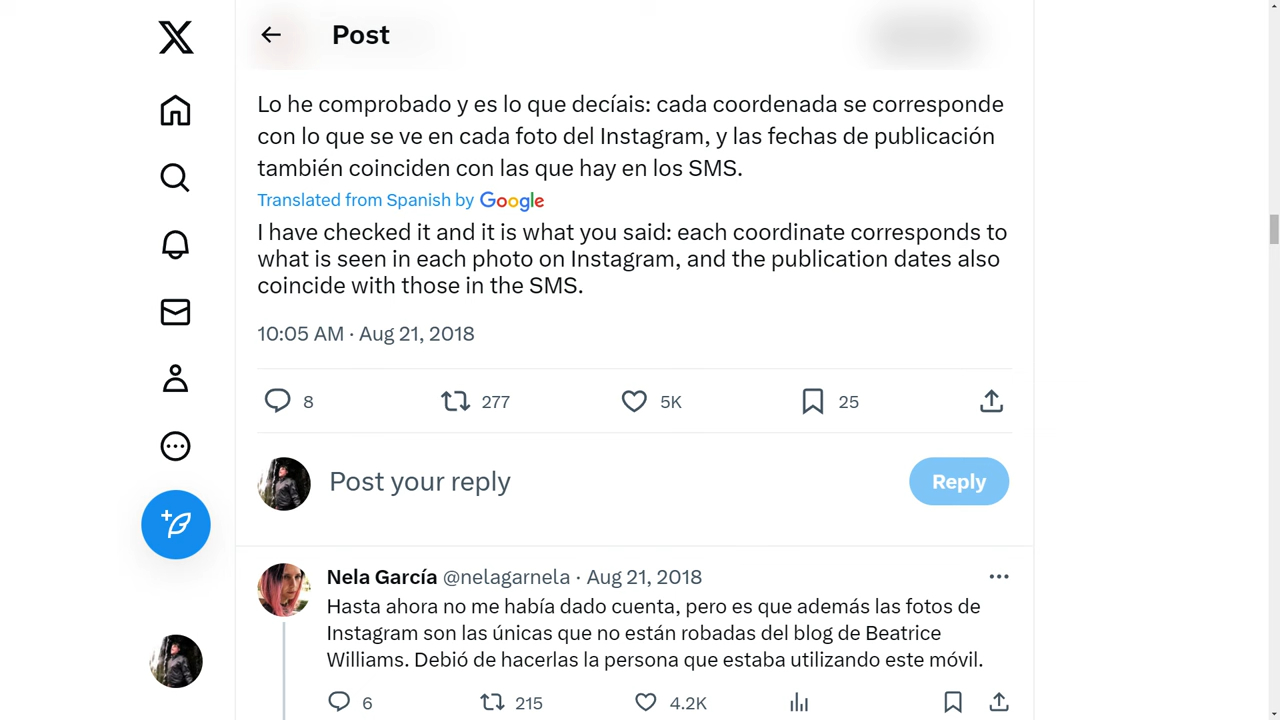 Post
Lo he comprobado y es lo que decíais: cada coordenada se corresponde
con lo que se ve en cada foto del Instagram, y las fechas de publicación
también coinciden con las que hay en los SMS.
Translated from Spanish by Google
I have checked it and it is what you said: each coordinate corresponds to
what is seen in each photo on Instagram, and the publication dates also
coincide with those in the SMS.
10:05 AM · Aug 21, 2018
8 277 5K 25
Post your reply Reply
Nela García @nelagarnela · Aug 21, 2018
Hasta ahora no me había dado cuenta, pero es que además las fotos de
Instagram son las únicas que no están robadas del blog de Beatrice
Williams. Debió de hacerlas la persona que estaba utilizando este móvil.
6 215 4.2K